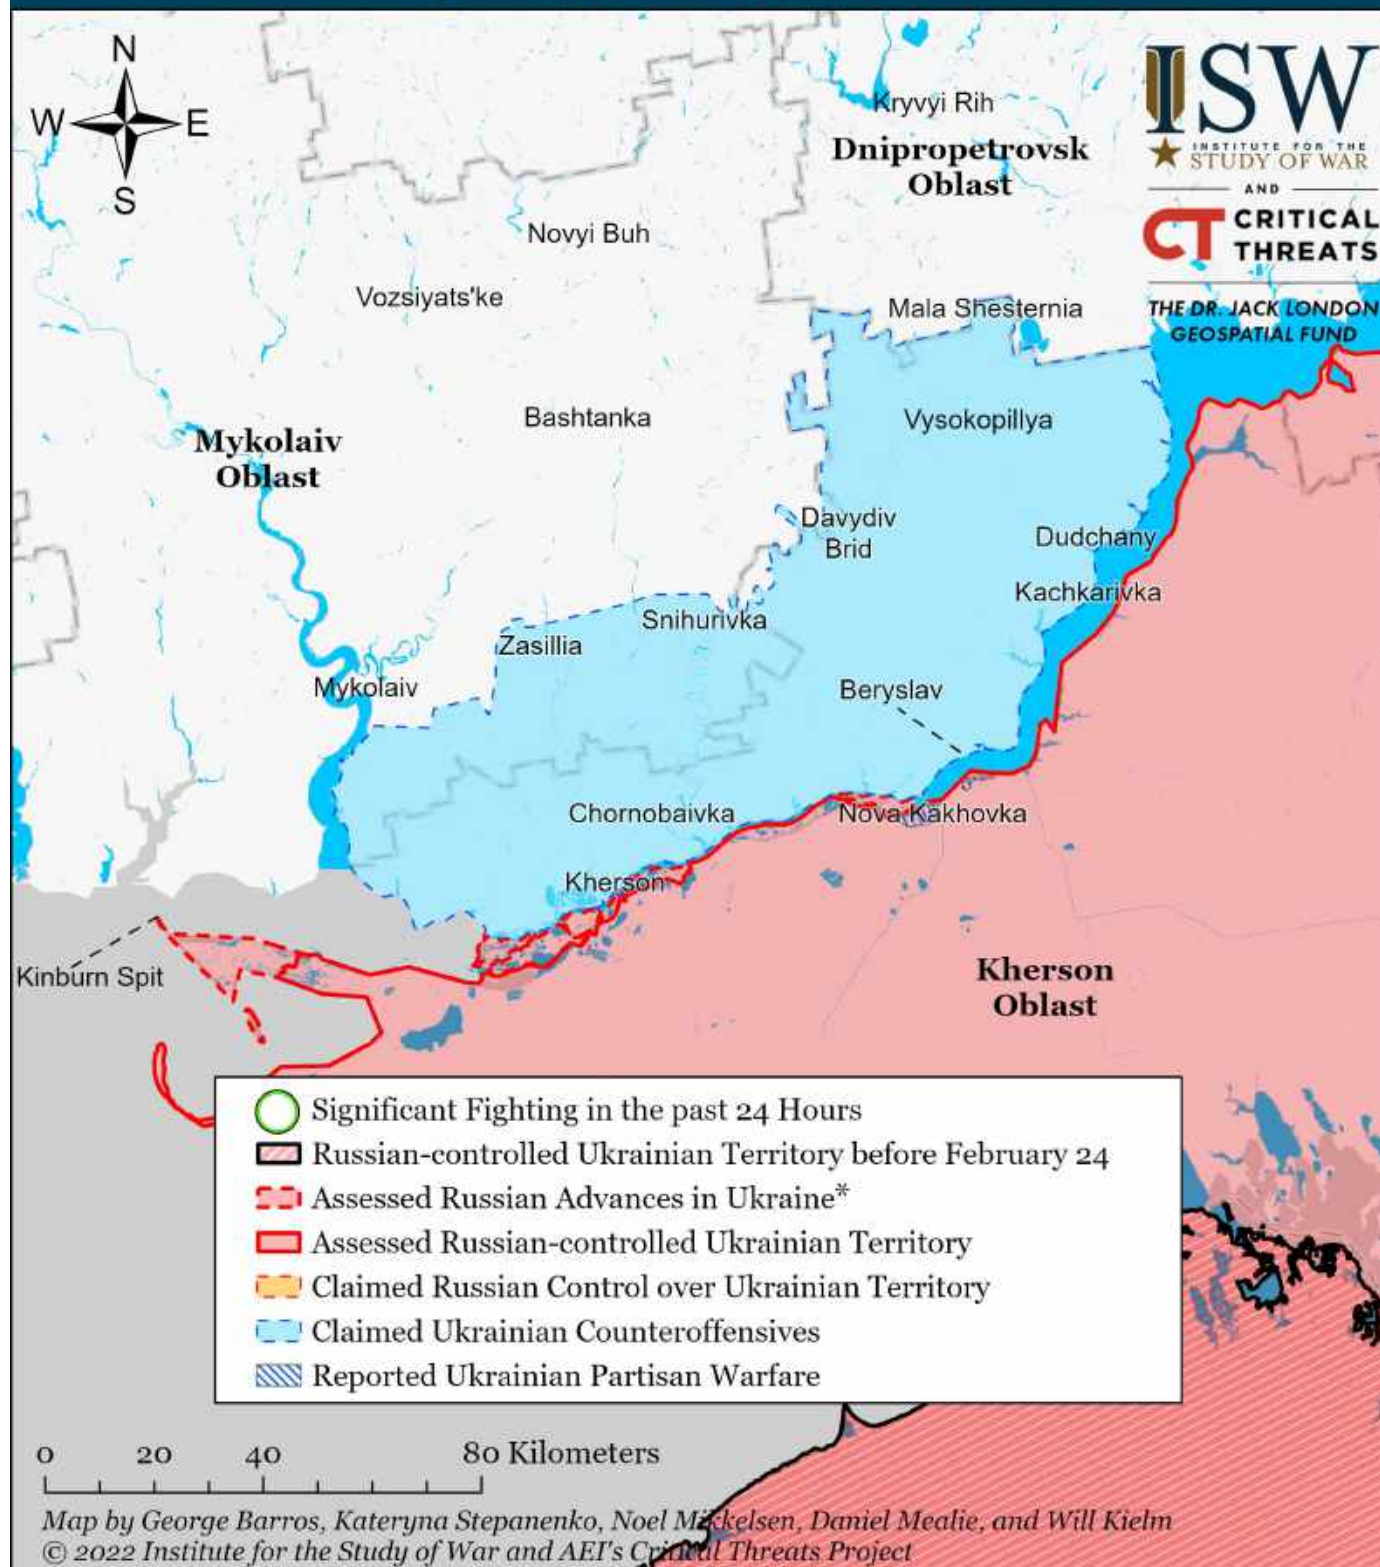 N
W E
S
Kryvyi Rih
Dnipropetrovsk
Oblast
ISW
INSTITUTE FOR THE
STUDY OF WAR
AND
CT CRITICAL
THREATS
THE DR. JACK LONDON
GEOSPATIAL FUND
Novyi Buh
Vozsiyats'ke
Mala Shesternia
Bashtanka
Vysokopillya
Mykolaiv
Oblast
Davydiv
Brid
Dudchany
Kachkarivka
Snihurivka
Zasillia
Mykolaiv
Beryslav
Chornobaivka
Nova Kakhovka
Kherson
Kinburn Spit
Kherson
Oblast
Significant Fighting in the past 24 Hours
Russian-controlled Ukrainian Territory before February 24
Assessed Russian Advances in Ukraine*
Assessed Russian-controlled Ukrainian Territory
Claimed Russian Control over Ukrainian Territory
Claimed Ukrainian Counteroffensives
Reported Ukrainian Partisan Warfare
0 20 40 80 Kilometers
Map by George Barros, Kateryna Stepanenko, Noel Mikkelsen, Daniel Mealie, and Will Kielm
© 2022 Institute for the Study of War and AEI's Critical Threats Project